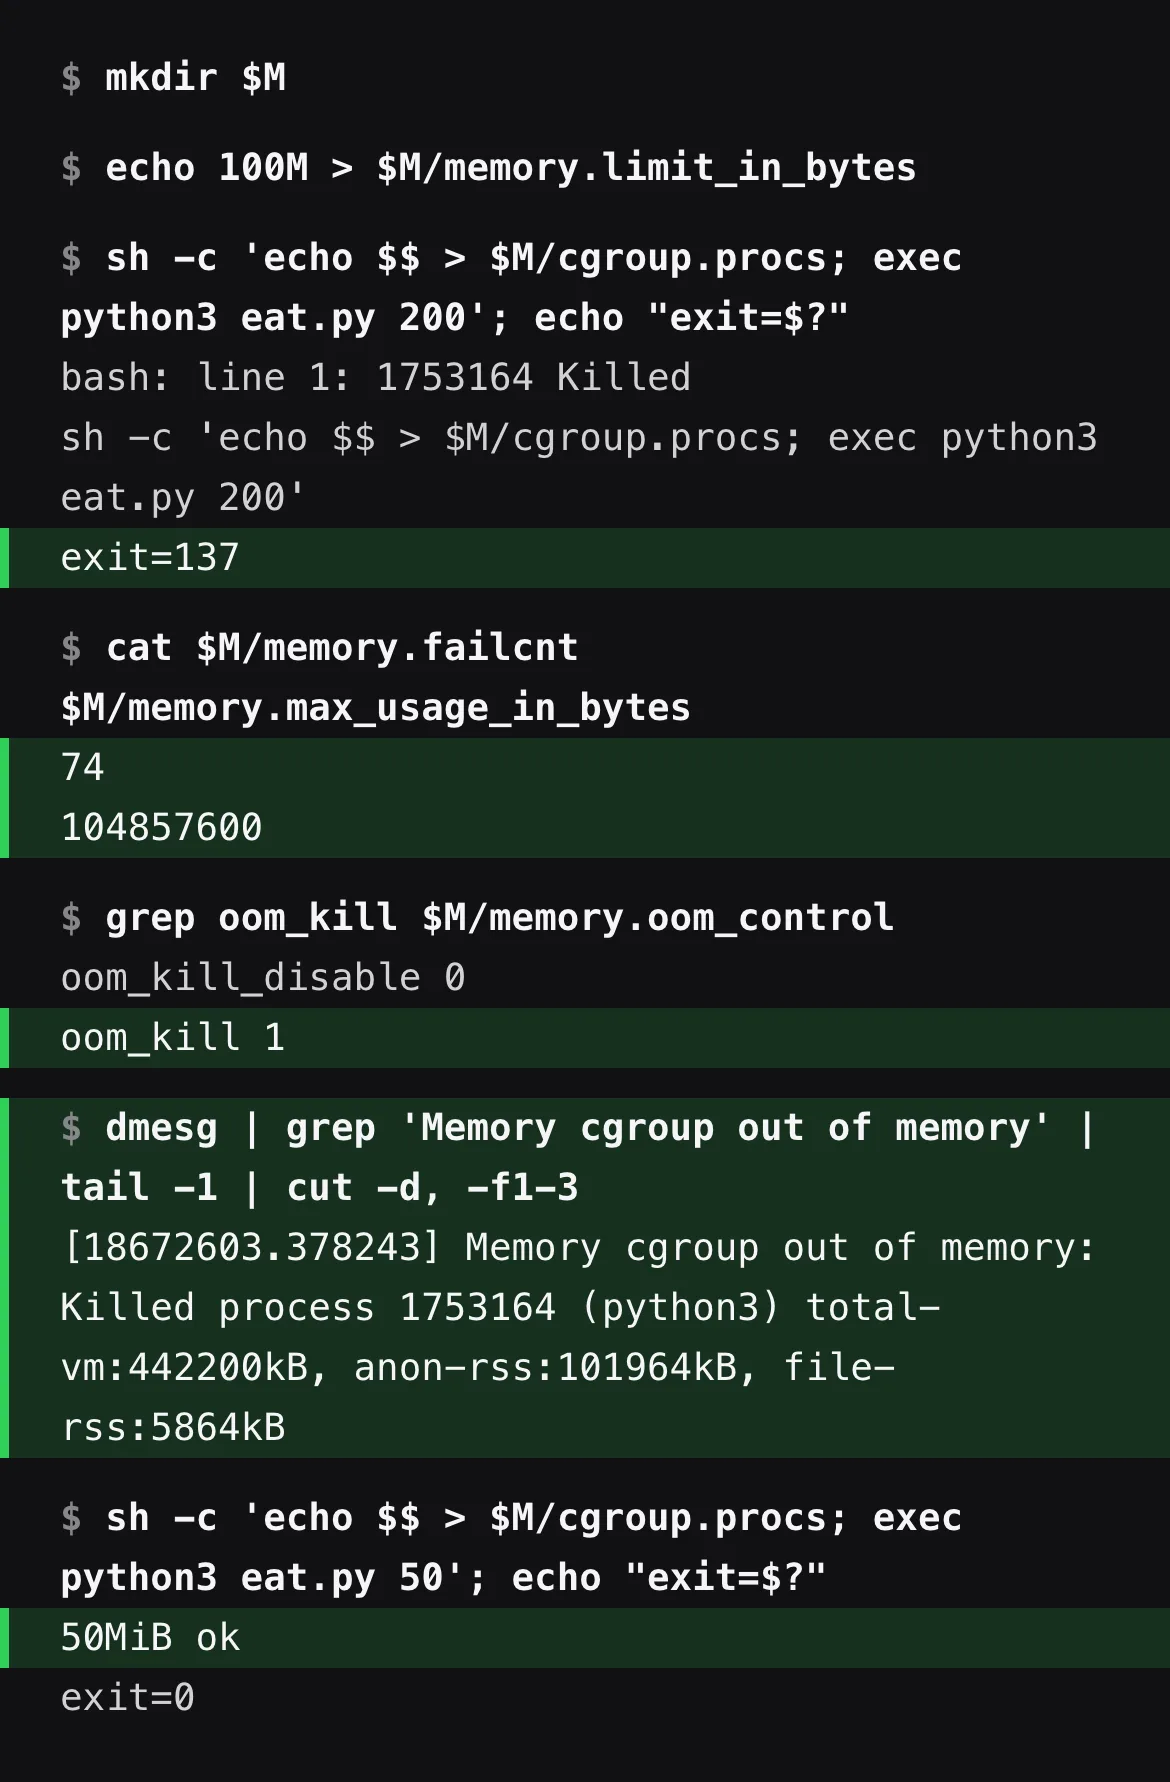 $ mkdir $M
$ echo 100M > $M/memory.limit_in_bytes
$ sh -c 'echo $$ > $M/cgroup.procs; exec
python3 eat.py 200'; echo "exit=$?"
bash: line 1: 1753164 Killed
sh -c 'echo $$ > $M/cgroup.procs; exec python3
eat.py 200'
exit=137
$ cat $M/memory.failcnt
$M/memory.max_usage_in_bytes
74
104857600
$ grep oom_kill $M/memory.oom_control
oom_kill_disable 0
oom_kill 1
$ dmesg | grep 'Memory cgroup out of memory' |
tail -1 | cut -d, -f1-3
[18672603.378243] Memory cgroup out of memory:
Killed process 1753164 (python3) total-
vm:442200kB, anon-rss:101964kB, file-
rss:5864kB
$ sh -c 'echo $$ > $M/cgroup.procs; exec
python3 eat.py 50'; echo "exit=$?"
50MiB ok
exit=0